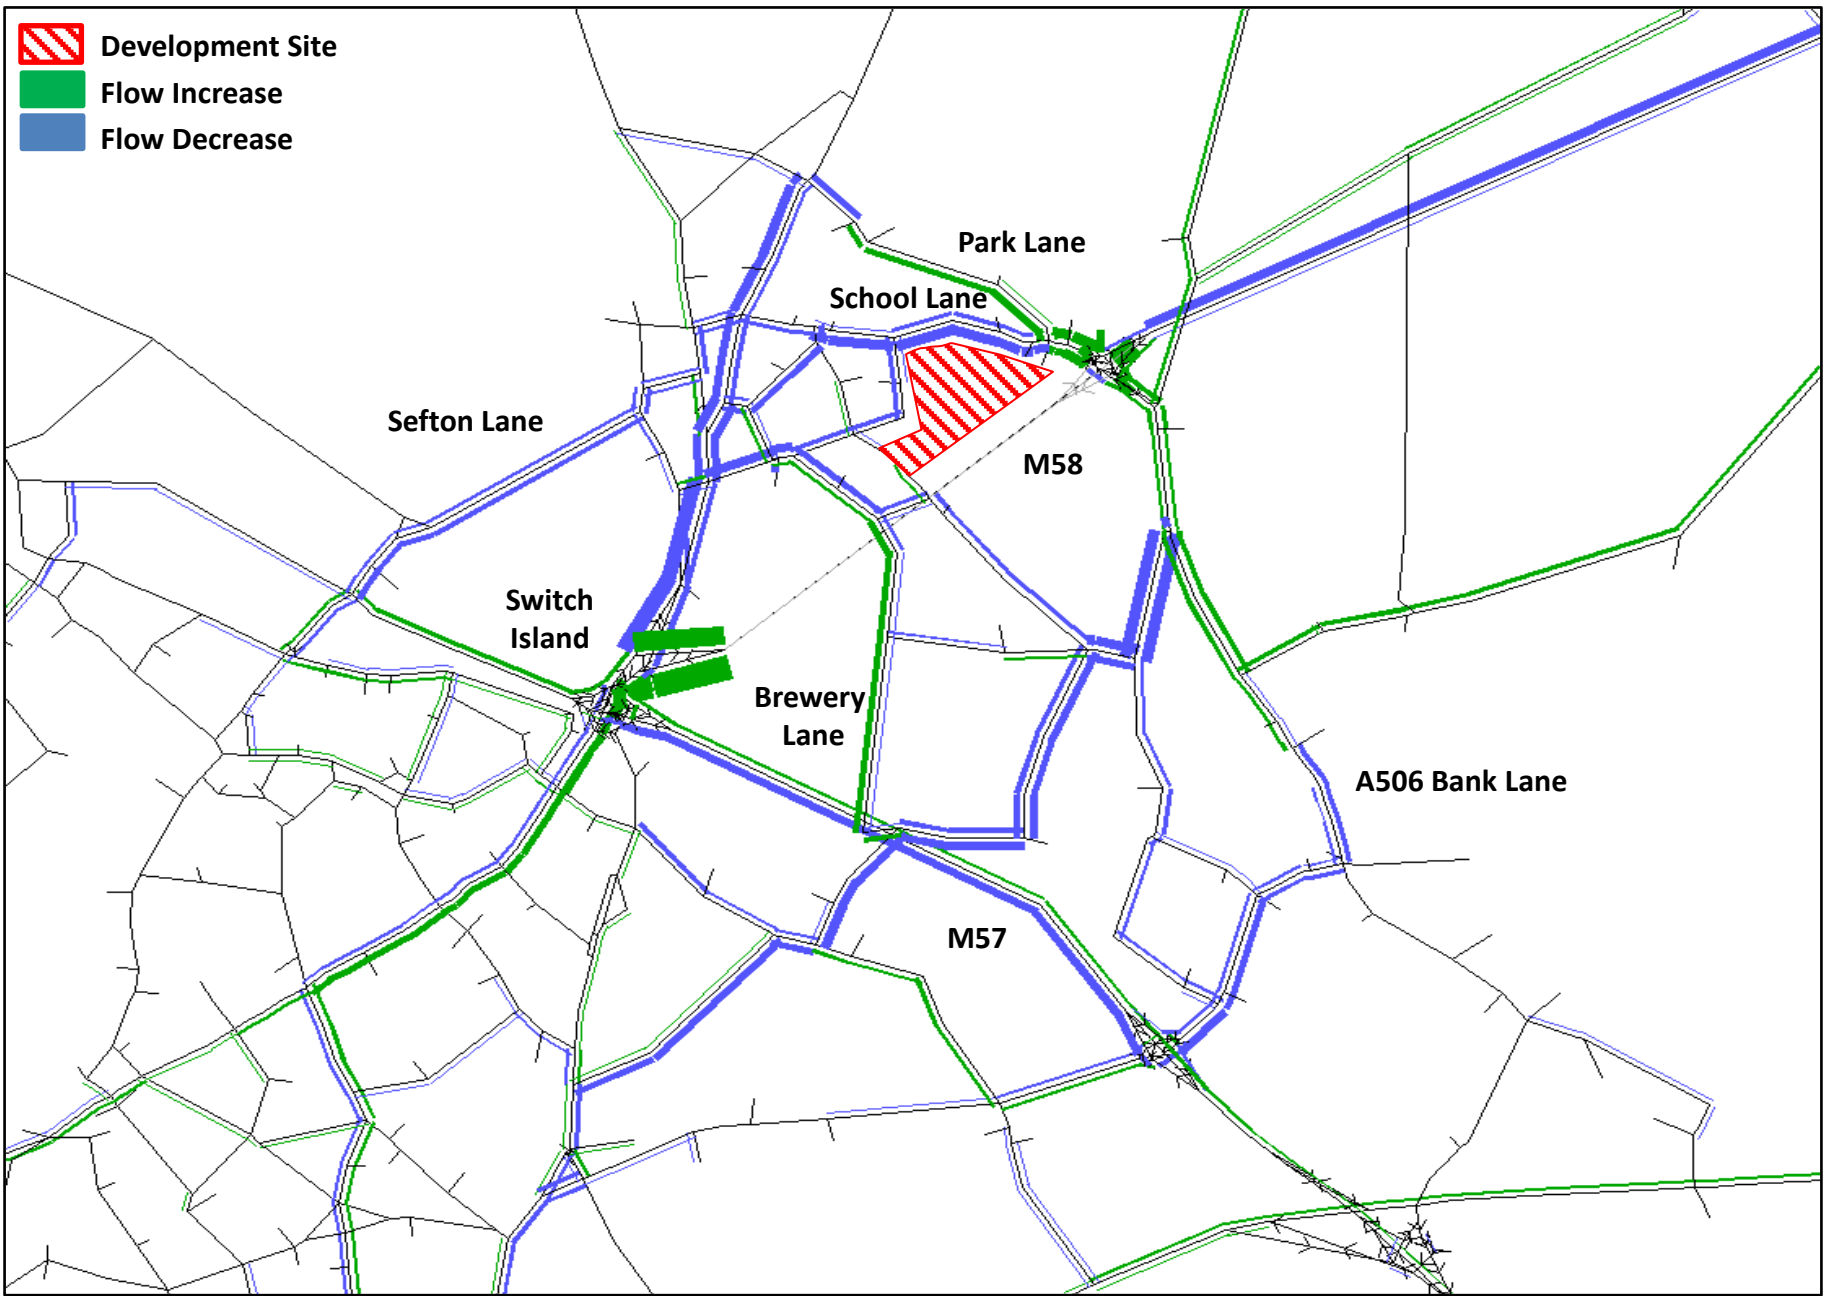 Development Site
Flow Increase
Flow Decrease
Park Lane
School Lane
Sefton Lane
M58
Switch
Island
Brewery
Lane
A506 Bank Lane
M57